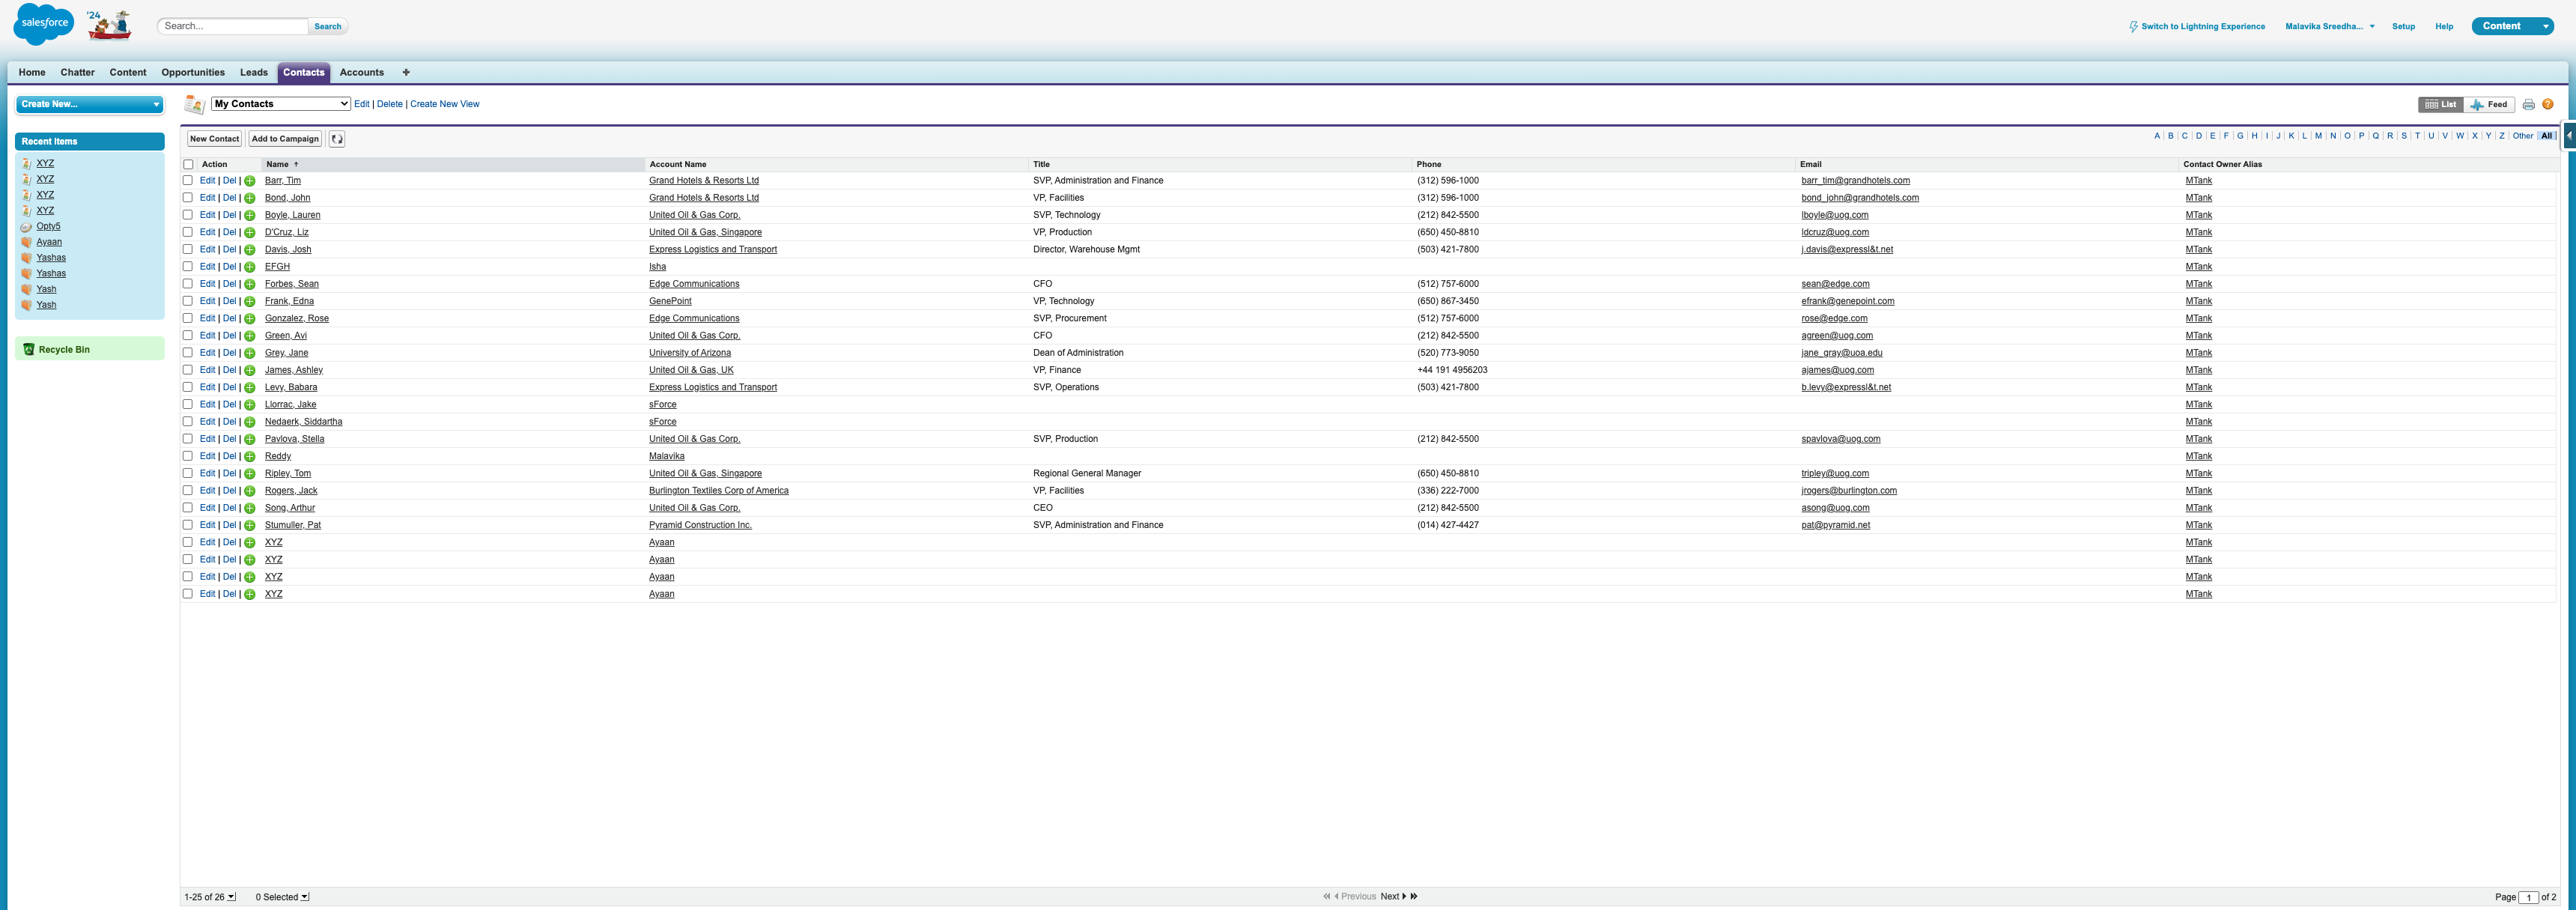 salesforce
'24
Search... Search
Switch to Lightning Experience Malavika Sreedha... Setup Help Content
Home Chatter Content Opportunities Leads Contacts Accounts +
Create New...
Recent Items
XYZ
XYZ
XYZ
XYZ
Opty5
Ayaan
Yashas
Yashas
Yash
Yash
Recycle Bin
My Contacts Edit | Delete | Create New View
List Feed
New Contact Add to Campaign
A | B | C | D | E | F | G | H | I | J | K | L | M | N | O | P | Q | R | S | T | U | V | W | X | Y | Z | Other | All
Action Name Account Name Title Phone Email Contact Owner Alias
Edit | Del | Barr, Tim Grand Hotels & Resorts Ltd SVP, Administration and Finance (312) 596-1000 barr_tim@grandhotels.com MTank
Edit | Del | Bond, John Grand Hotels & Resorts Ltd VP, Facilities (312) 596-1000 bond_john@grandhotels.com MTank
Edit | Del | Boyle, Lauren United Oil & Gas Corp. SVP, Technology (212) 842-5500 lboyle@uog.com MTank
Edit | Del | D'Cruz, Liz United Oil & Gas, Singapore VP, Production (650) 450-8810 ldcruz@uog.com MTank
Edit | Del | Davis, Josh Express Logistics and Transport Director, Warehouse Mgmt (503) 421-7800 j.davis@expressl&t.net MTank
Edit | Del | EFGH Isha MTank
Edit | Del | Forbes, Sean Edge Communications CFO (512) 757-6000 sean@edge.com MTank
Edit | Del | Frank, Edna GenePoint VP, Technology (650) 867-3450 efrank@genepoint.com MTank
Edit | Del | Gonzalez, Rose Edge Communications SVP, Procurement (512) 757-6000 rose@edge.com MTank
Edit | Del | Green, Avi United Oil & Gas Corp. CFO (212) 842-5500 agreen@uog.com MTank
Edit | Del | Grey, Jane University of Arizona Dean of Administration (520) 773-9050 jane_gray@uoa.edu MTank
Edit | Del | James, Ashley United Oil & Gas, UK VP, Finance +44 191 4956203 ajames@uog.com MTank
Edit | Del | Levy, Babara Express Logistics and Transport SVP, Operations (503) 421-7800 b.levy@expressl&t.net MTank
Edit | Del | Llorrac, Jake sForce MTank
Edit | Del | Nedaerk, Siddartha sForce MTank
Edit | Del | Pavlova, Stella United Oil & Gas Corp. SVP, Production (212) 842-5500 spavlova@uog.com MTank
Edit | Del | Reddy Malavika MTank
Edit | Del | Ripley, Tom United Oil & Gas, Singapore Regional General Manager (650) 450-8810 tripley@uog.com MTank
Edit | Del | Rogers, Jack Burlington Textiles Corp of America VP, Facilities (336) 222-7000 jrogers@burlington.com MTank
Edit | Del | Song, Arthur United Oil & Gas Corp. CEO (212) 842-5500 asong@uog.com MTank
Edit | Del | Stumuller, Pat Pyramid Construction Inc. SVP, Administration and Finance (014) 427-4427 pat@pyramid.net MTank
Edit | Del | XYZ Ayaan MTank
Edit | Del | XYZ Ayaan MTank
Edit | Del | XYZ Ayaan MTank
Edit | Del | XYZ Ayaan MTank
1-25 of 26 0 Selected Previous Next Page 1 of 2